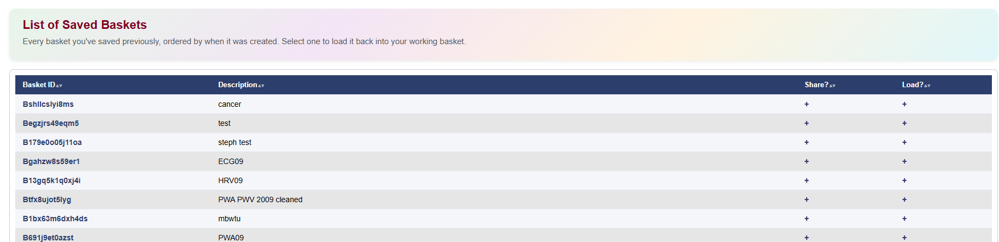 List of Saved Baskets
Every basket you've saved previously, ordered by when it was created. Select one to load it back into your working basket.
Basket ID▲▼ Description▲▼ Share?▲▼ Load?▲▼
Bshllcslyi8ms cancer + +
Begzjrs49eqm5 test + +
B179e0o05j11oa steph test + +
Bgahzw8s59er1 ECG09 + +
B13gq5k1q0xj4i HRV09 + +
Btfx8ujot5lyg PWA PWV 2009 cleaned + +
B1bx63m6dxh4ds mbwtu + +
B691j9et0azst PWA09 + +